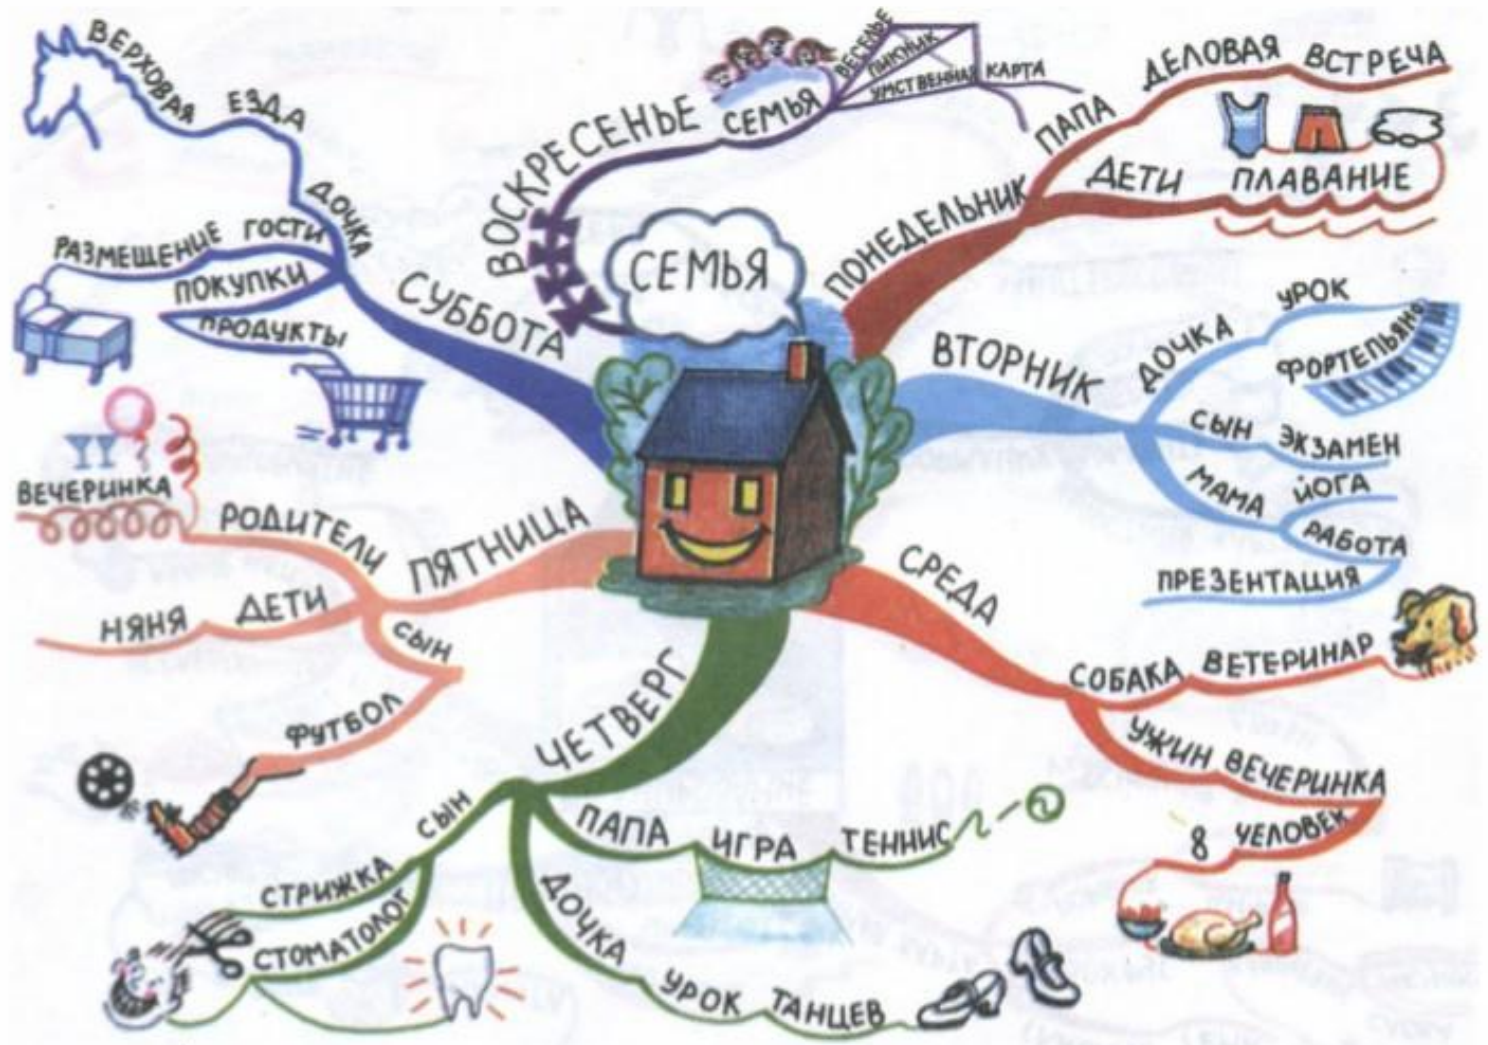 СЕМЬЯ
ПОНЕДЕЛЬНИК
ПАПА
ДЕЛОВАЯ ВСТРЕЧА
ДЕТИ ПЛАВАНИЕ
ВТОРНИК
ДОЧКА
УРОК
ФОРТЕПЬЯНО
СЫН ЭКЗАМЕН
МАМА ЙОГА
РАБОТА
ПРЕЗЕНТАЦИЯ
СРЕДА
СОБАКА ВЕТЕРИНАР
УЖИН ВЕЧЕРИНКА
8 ЧЕЛОВЕК
ЧЕТВЕРГ
ПАПА ИГРА ТЕННИС
ДОЧКА УРОК ТАНЦЕВ
СЫН
СТРИЖКА
СТОМАТОЛОГ
ПЯТНИЦА
РОДИТЕЛИ
ВЕЧЕРИНКА
ДЕТИ
НЯНЯ
СЫН
ФУТБОЛ
СУББОТА
ДОЧКА
ВЕРХОВАЯ ЕЗДА
ГОСТИ
РАЗМЕЩЕНИЕ
ПОКУПКИ
ПРОДУКТЫ
ВОСКРЕСЕНЬЕ
СЕМЬЯ
ВЕСЕЛЬЕ
ПИКНИК
УМСТВЕННАЯ КАРТА